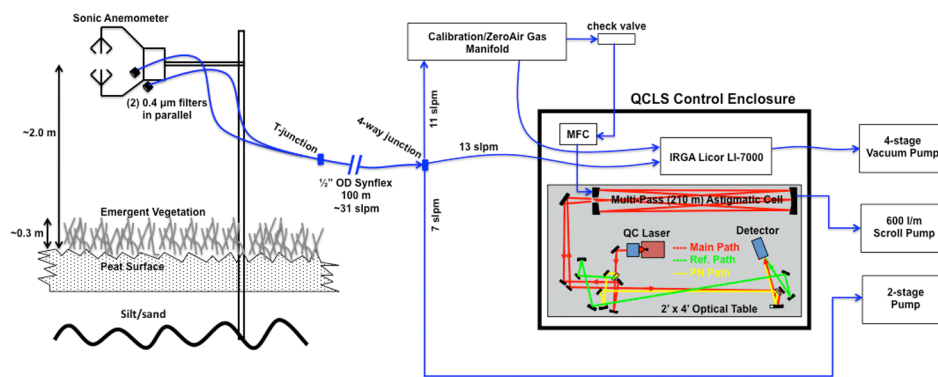 Sonic Anemometer
(2) 0.4 µm filters
in parallel
~2.0 m
T-junction
4-way junction
½" OD Synflex
100 m
~31 slpm
Emergent Vegetation
~0.3 m
Peat Surface
Silt/sand
Calibration/ZeroAir Gas
Manifold
check valve
11 slpm
13 slpm
7 slpm
QCLS Control Enclosure
MFC
IRGA Licor LI-7000
Multi-Pass (210 m) Astigmatic Cell
QC Laser
Detector
---- Main Path
---- Ref. Path
---- PN Path
2' x 4' Optical Table
4-stage
Vacuum Pump
600 l/m
Scroll Pump
2-stage
Pump